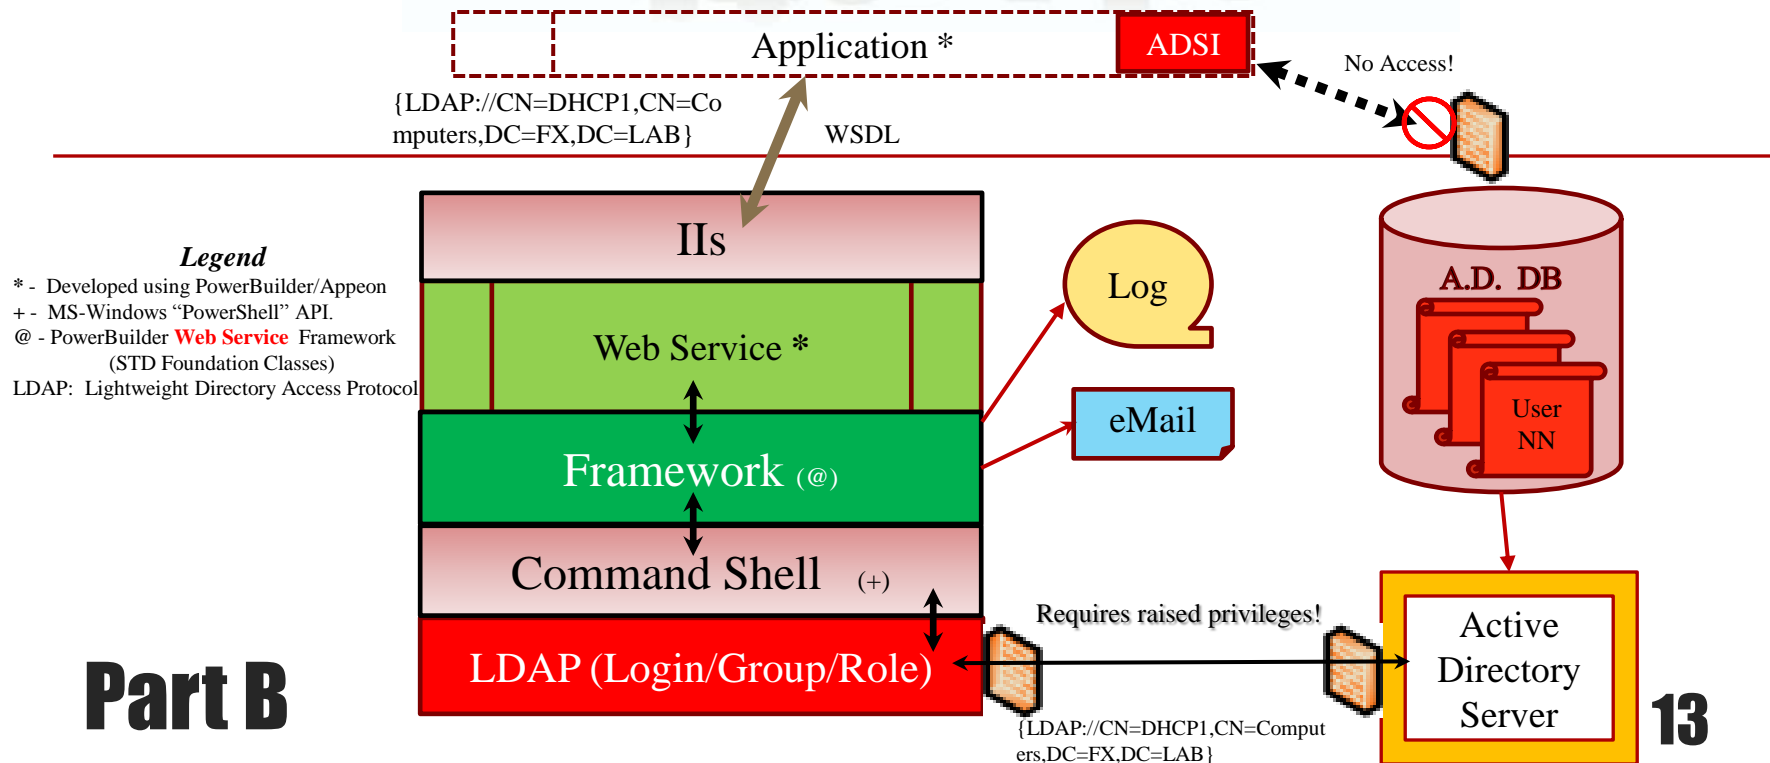 Application *
ADSI
No Access!
{LDAP://CN=DHCP1,CN=Co
mputers,DC=FX,DC=LAB}
WSDL
IIs
Legend
* - Developed using PowerBuilder/Appeon
+ - MS-Windows “PowerShell” API.
@ - PowerBuilder Web Service Framework
(STD Foundation Classes)
LDAP: Lightweight Directory Access Protocol
Web Service *
Log
eMail
Framework (@)
Command Shell (+)
LDAP (Login/Group/Role)
A.D. DB
User
NN
Requires raised privileges!
{LDAP://CN=DHCP1,CN=Comput
ers,DC=FX,DC=LAB}
Active
Directory
Server
Part B
13